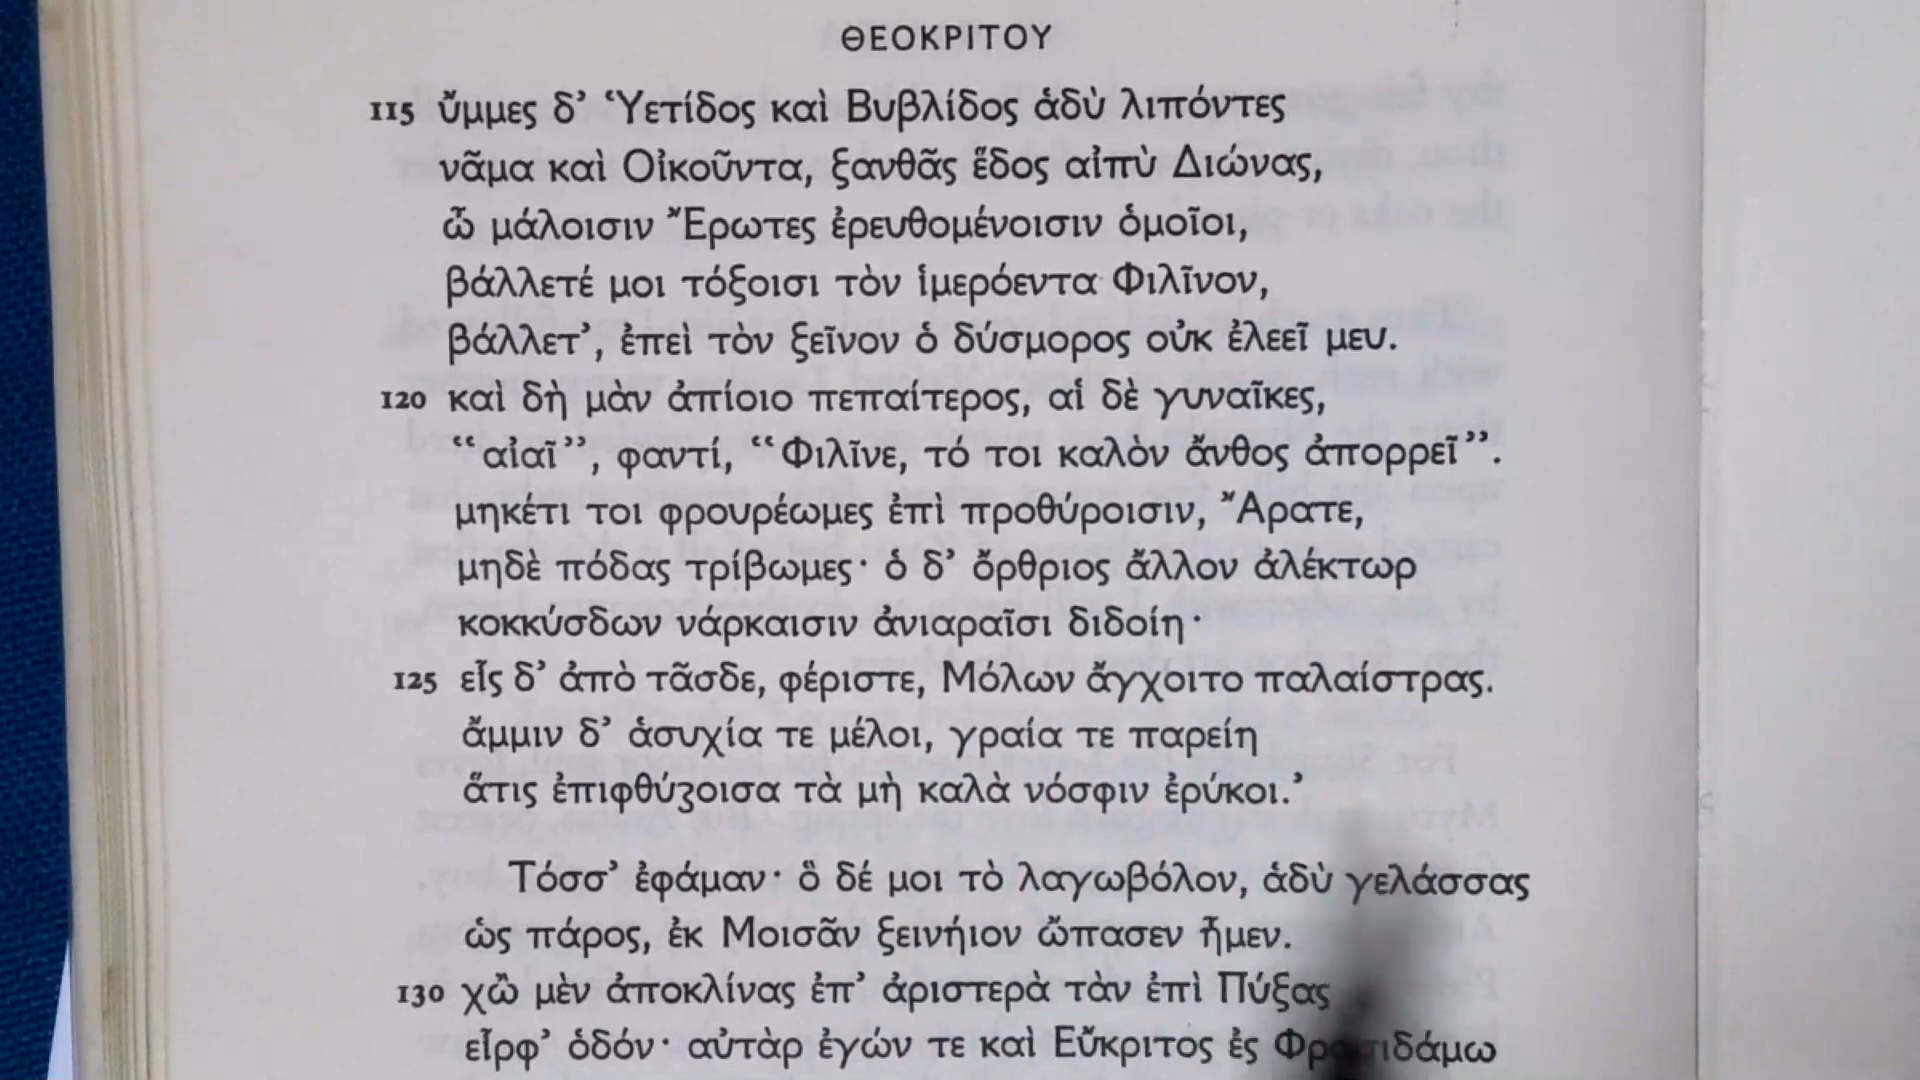 ΘΕΟΚΡΙΤΟΥ
115 ὔμμες δ’ Ὑετίδος καὶ Βυβλίδος ἁδὺ λιπόντες
νᾶμα καὶ Οἰκοῦντα, ξανθᾶς ἕδος αἰπὺ Διώνας,
ὦ μάλοισιν Ἔρωτες ἐρευθομένοισιν ὁμοῖοι,
βάλλετέ μοι τόξοισι τὸν ἱμερόεντα Φιλῖνον,
βάλλετ’, ἐπεὶ τὸν ξεῖνον ὁ δύσμορος οὐκ ἐλεεῖ μευ.
120 καὶ δὴ μὰν ἀπίοιο πεπαίτερος, αἱ δὲ γυναῖκες,
“αἰαῖ”, φαντί, “Φιλῖνε, τό τοι καλὸν ἄνθος ἀπορρεῖ”.
μηκέτι τοι φρουρέωμες ἐπὶ προθύροισιν, Ἄρατε,
μηδὲ πόδας τρίβωμες· ὁ δ’ ὄρθριος ἄλλον ἀλέκτωρ
κοκκύσδων νάρκαισιν ἀνιαραῖσι διδοίη·
125 εἷς δ’ ἀπὸ τᾶσδε, φέριστε, Μόλων ἄγχοιτο παλαίστρας.
ἄμμιν δ’ ἁσυχία τε μέλοι, γραία τε παρείη
ἅτις ἐπιφθύζοισα τὰ μὴ καλὰ νόσφιν ἐρύκοι.’
Τόσσ’ ἐφάμαν· ὃ δέ μοι τὸ λαγωβόλον, ἁδὺ γελάσσας
ὡς πάρος, ἐκ Μοισᾶν ξεινήιον ὤπασεν ἦμεν.
130 χὢ μὲν ἀποκλίνας ἐπ’ ἀριστερὰ τὰν ἐπὶ Πύξας
εἷρφ’ ὁδόν· αὐτὰρ ἐγών τε καὶ Εὔκριτος ἐς Φρασιδάμω